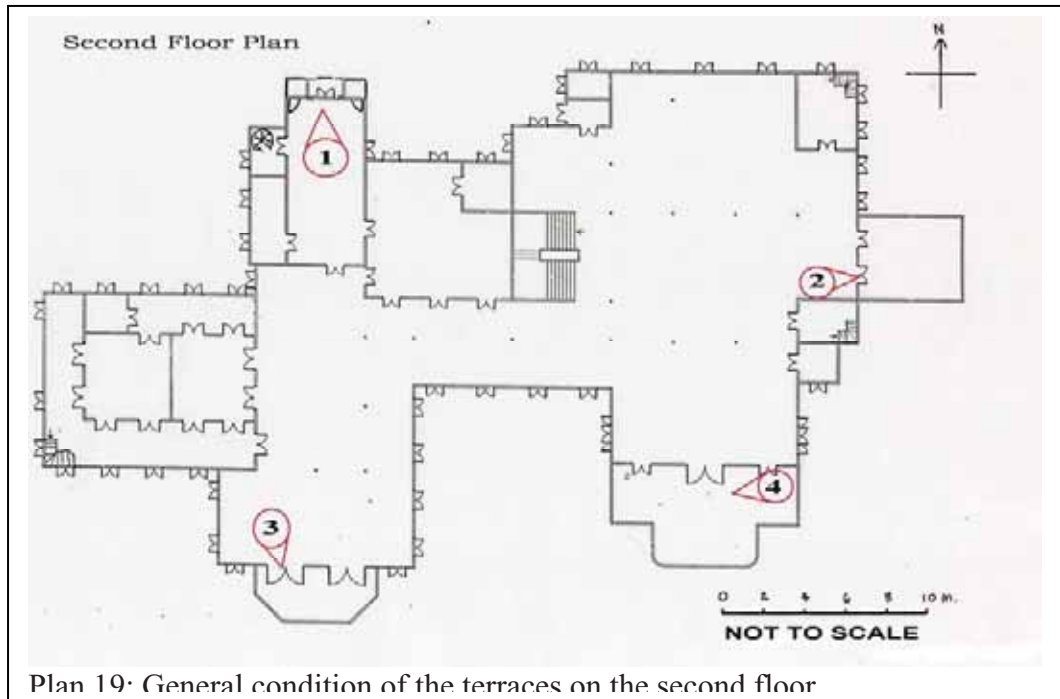 Second Floor Plan
N
1
2
3
4
0 2 4 6 8 10 m.
NOT TO SCALE
Plan 19: General condition of the terraces on the second floor